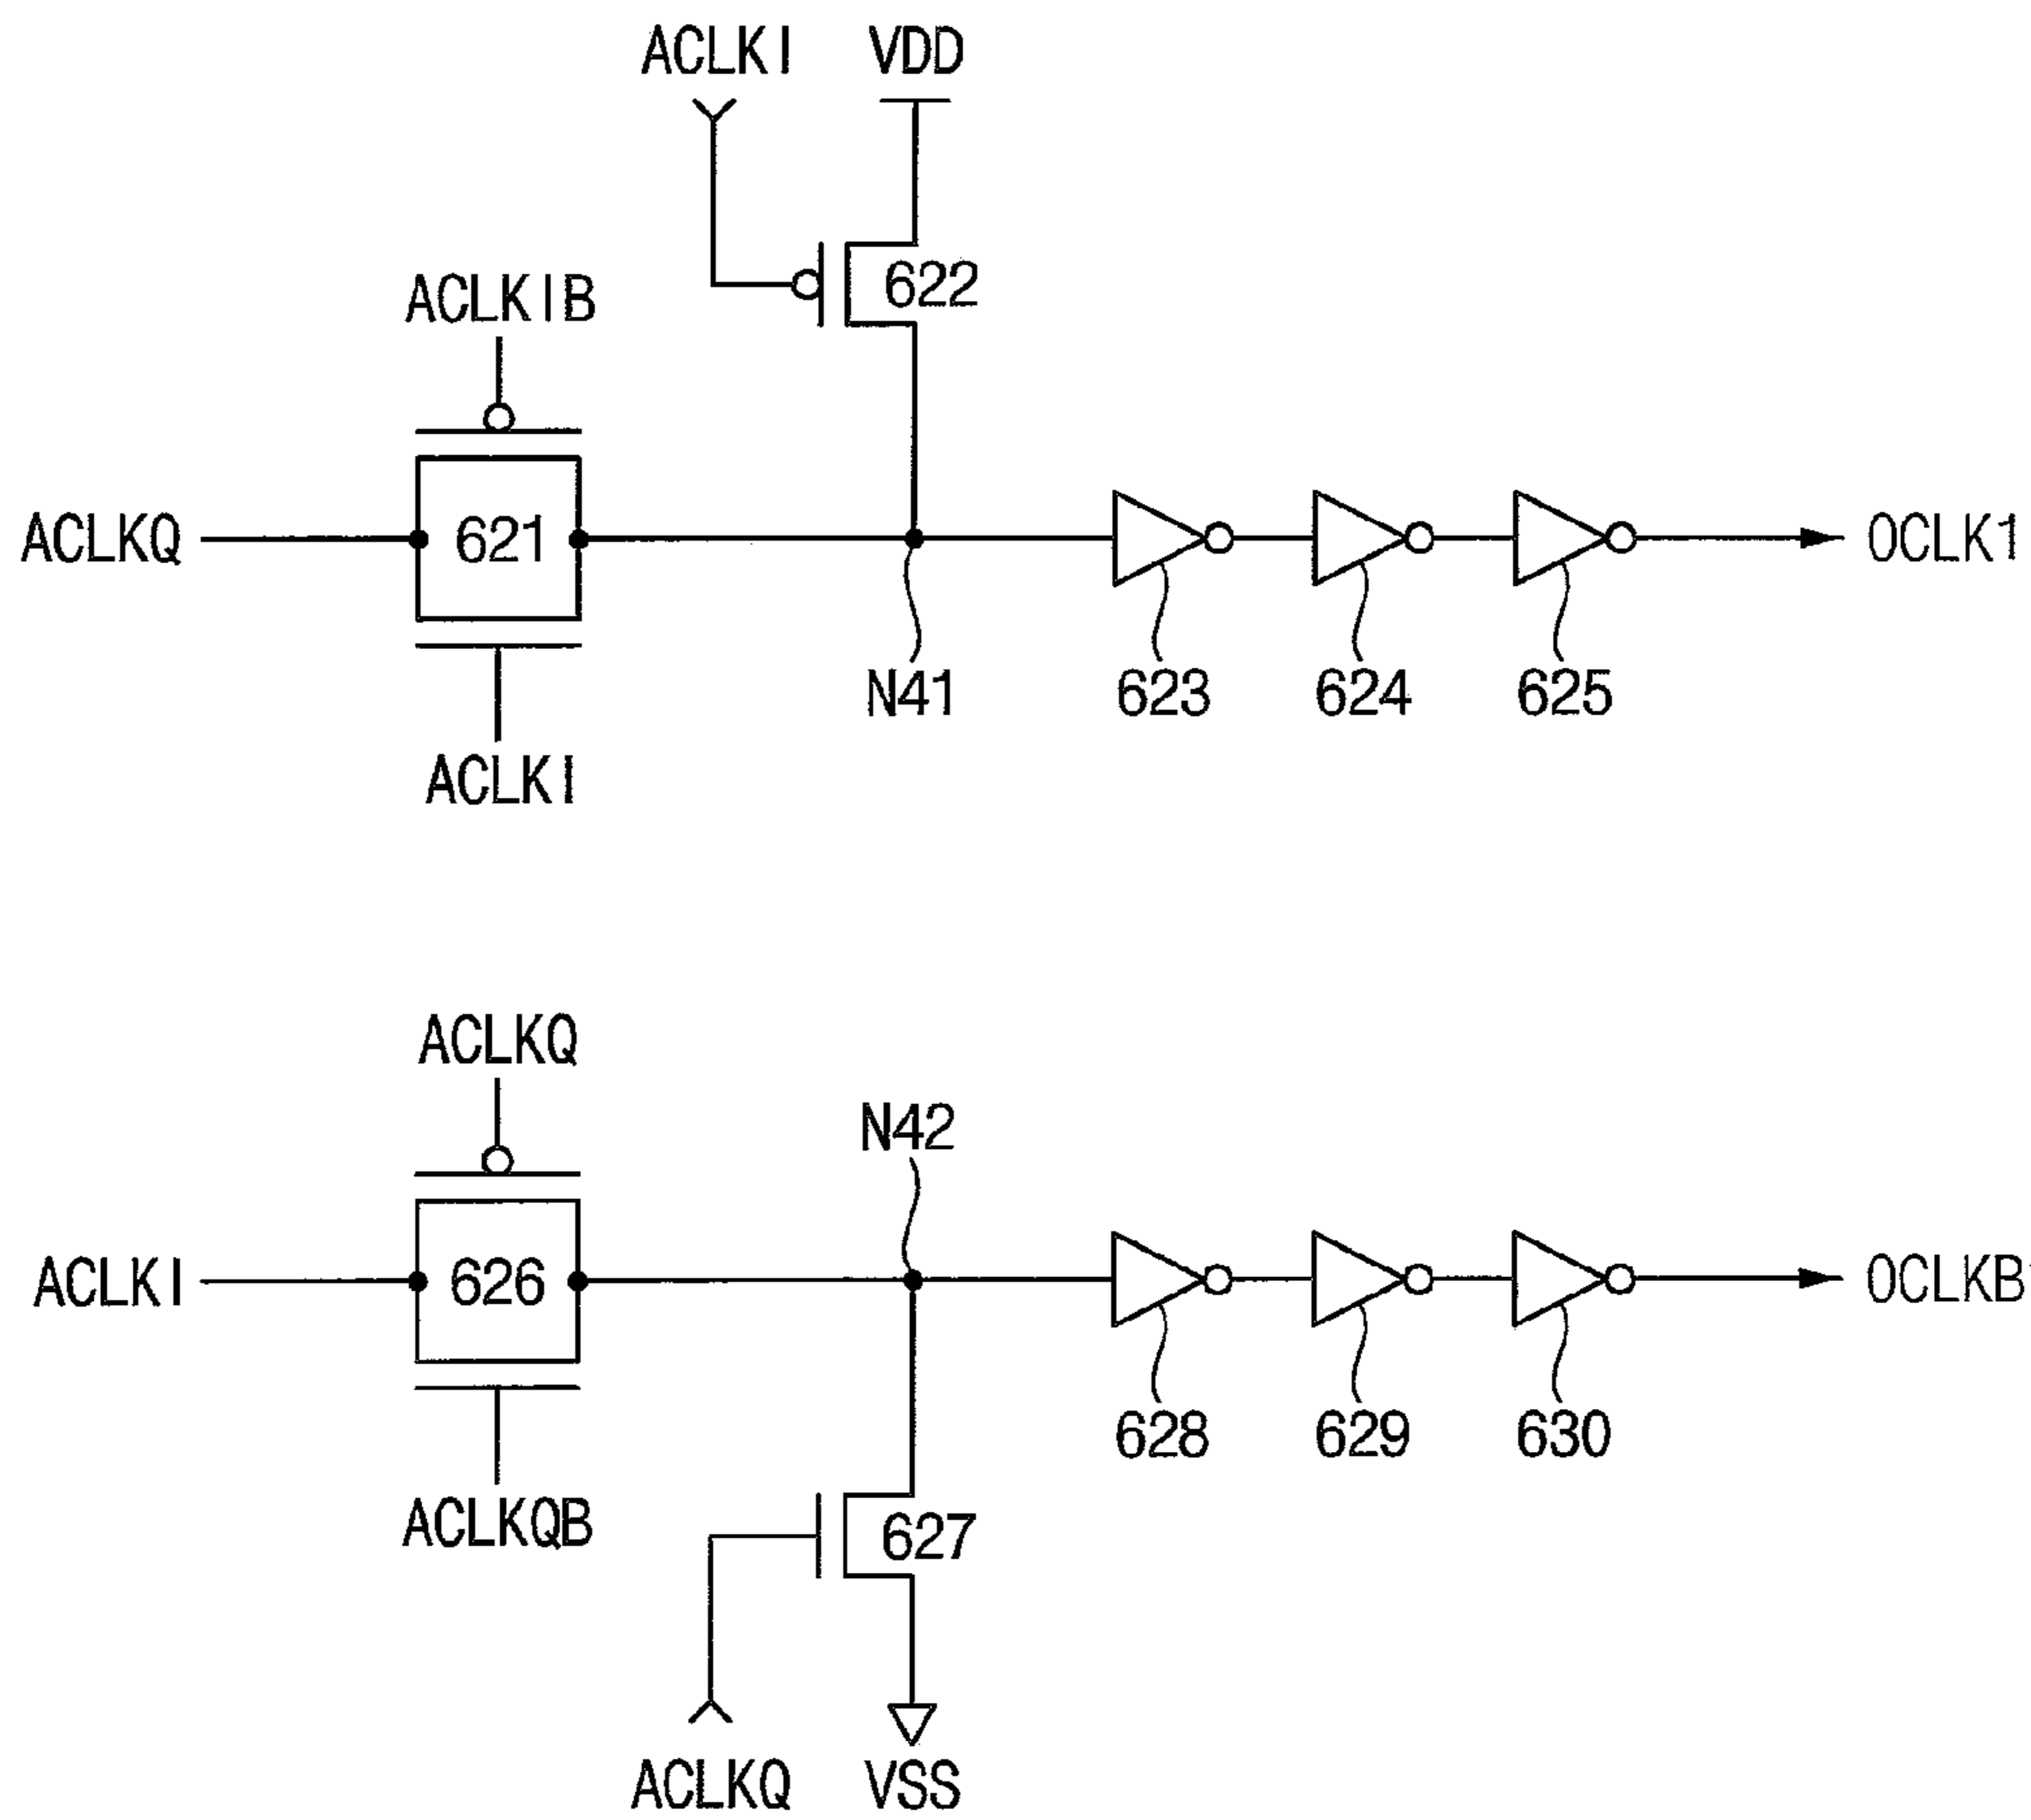 ACLKI VDD
622
ACLKIB
ACLKQ 621 OCLK1
N41 623 624 625
ACLKI
ACLKQ
N42
ACLKI 626 OCLKB
628 629 630
ACLKQB 627
ACLKQ VSS